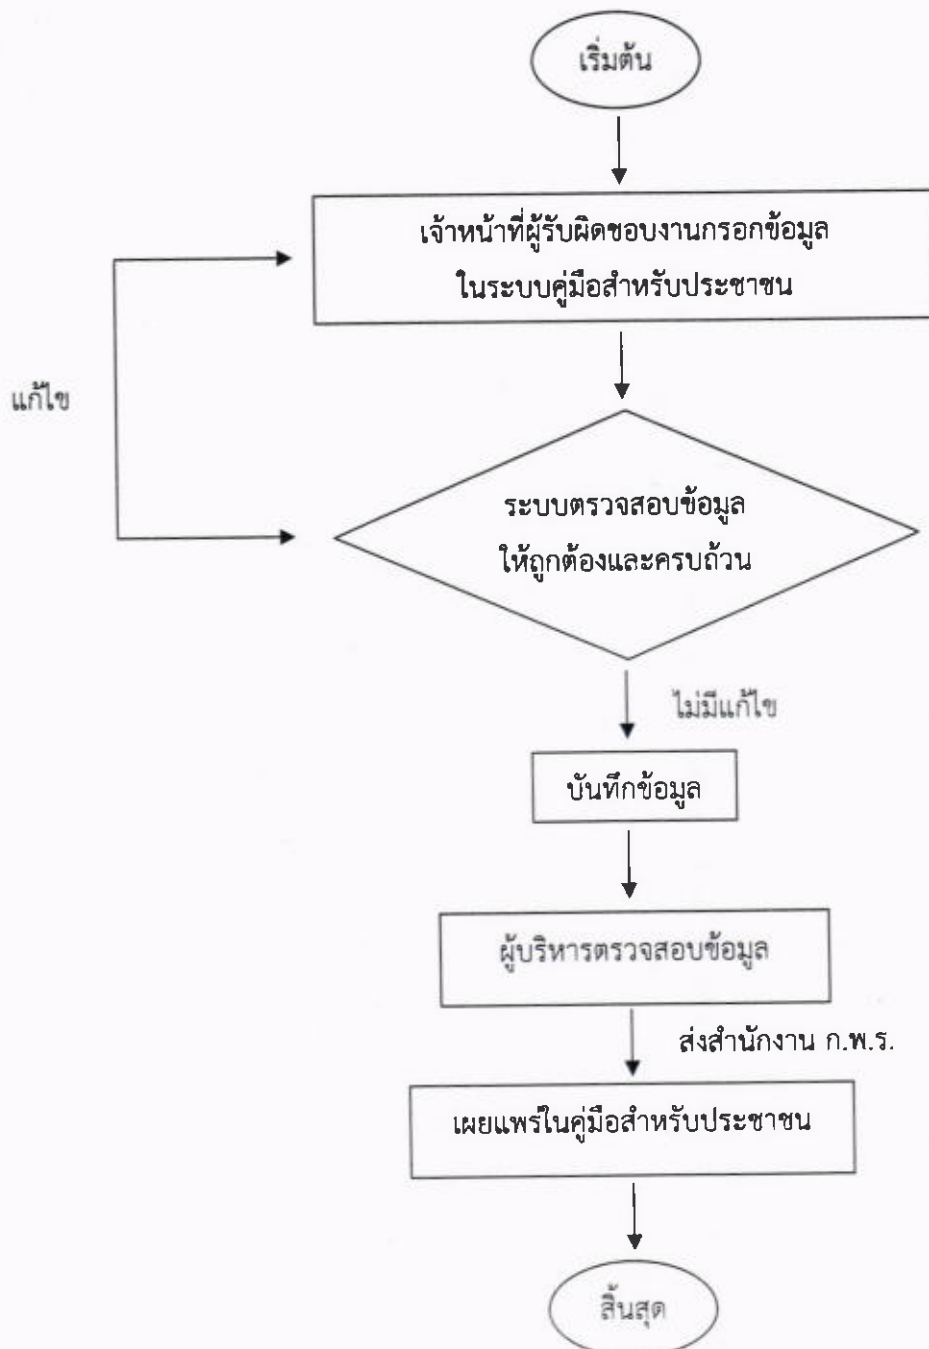 เริ่มต้น
เจ้าหน้าที่ผู้รับผิดชอบงานกรอกข้อมูล
ในระบบคู่มือสำหรับประชาชน
แก้ไข
ระบบตรวจสอบข้อมูล
ให้ถูกต้องและครบถ้วน
ไม่มีแก้ไข
บันทึกข้อมูล
ผู้บริหารตรวจสอบข้อมูล
ส่งสำนักงาน ก.พ.ร.
เผยแพร่ในคู่มือสำหรับประชาชน
สิ้นสุด